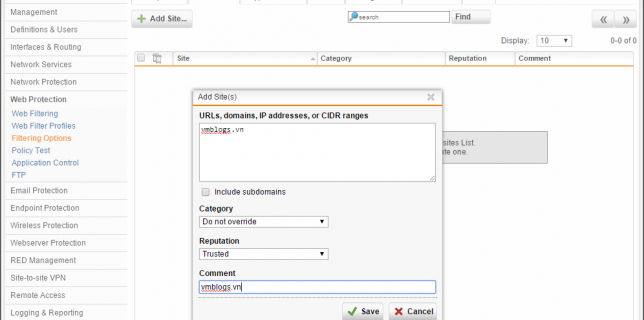 Management
Definitions & Users
Interfaces & Routing
Network Services
Network Protection
Web Protection
Web Filtering
Web Filter Profiles
Filtering Options
Policy Test
Application Control
FTP
Email Protection
Endpoint Protection
Wireless Protection
Webserver Protection
RED Management
Site-to-site VPN
Remote Access
Logging & Reporting
+ Add Site...
search
Find
Display: 10 0-0 of 0
Site Category Reputation Comment
sites List.
te one.
Add Site(s)
URLs, domains, IP addresses, or CIDR ranges
vmblogs.vn
Include subdomains
Category
Do not override
Reputation
Trusted
Comment
vmblogs.vn
Save Cancel